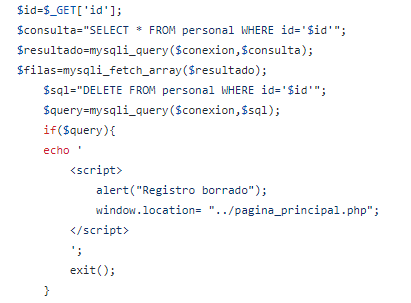 $id=$_GET['id'];
$consulta="SELECT * FROM personal WHERE id='$id'";
$resultado=mysqli_query($conexion,$consulta);
$filas=mysqli_fetch_array($resultado);
$sql="DELETE FROM personal WHERE id='$id'";
$query=mysqli_query($conexion,$sql);
if($query){
echo '
<script>
alert("Registro borrado");
window.location= "../pagina_principal.php";
</script>
';
exit();
}